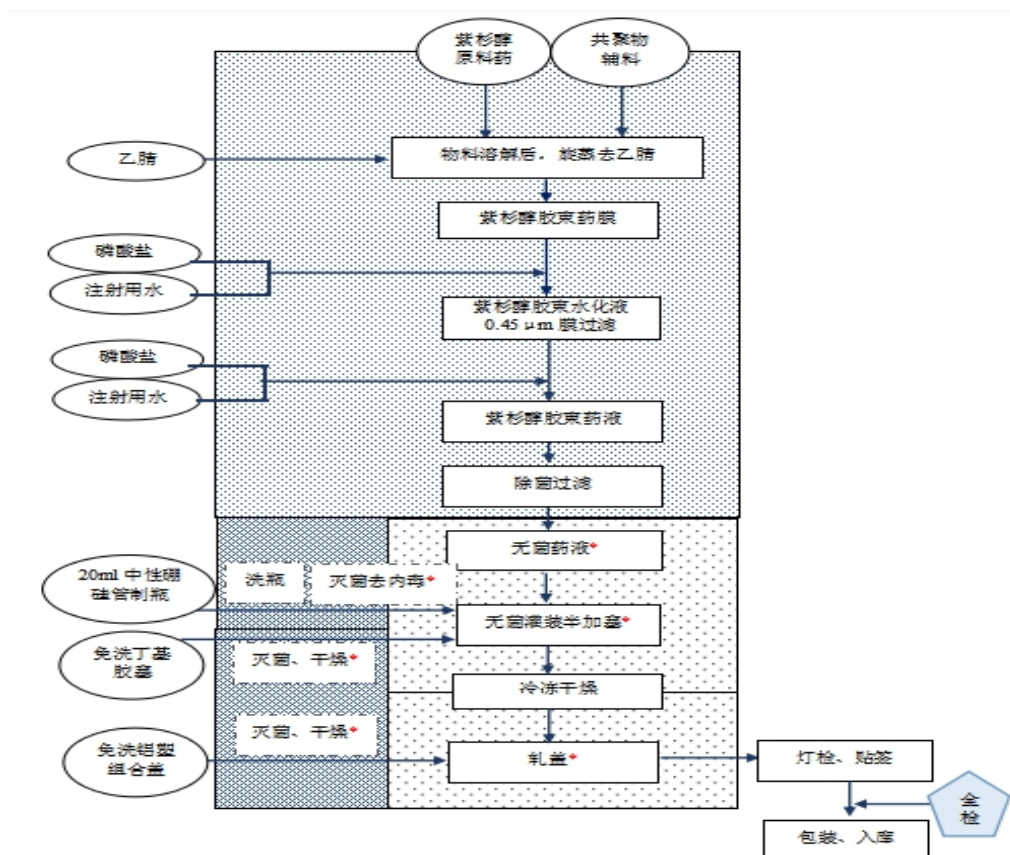 紫杉醇
原料药
共聚物
辅料
乙腈
物料溶解后，旋蒸去乙腈
紫杉醇胶束药膜
磷酸盐
注射用水
紫杉醇胶束水化液
0.45 μm 膜过滤
磷酸盐
注射用水
紫杉醇胶束药液
除菌过滤
无菌药液*
20ml 中性硼
硅管制瓶
洗瓶
灭菌去内毒*
无菌灌装半加塞*
免洗丁基
胶塞
灭菌、干燥*
冷冻干燥
灭菌、干燥*
免洗铝塑
组合盖
轧盖*
灯检、贴签
全
检
包装、入库